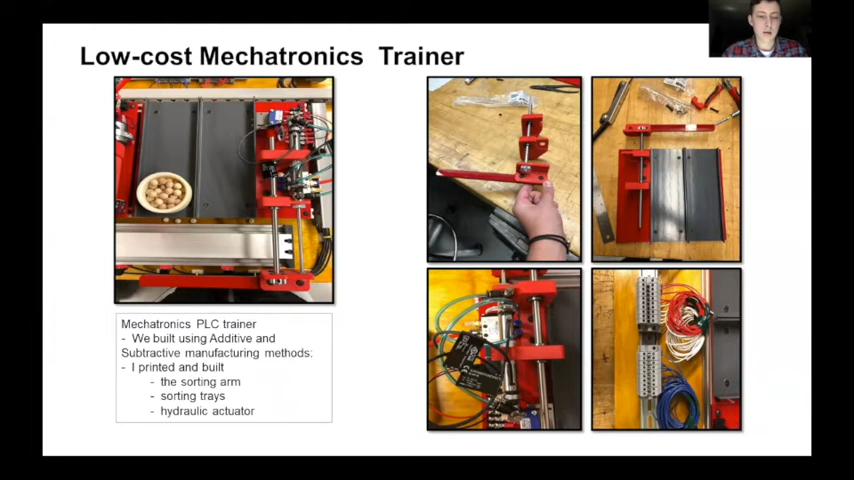 Low-cost Mechatronics Trainer
Mechatronics PLC trainer
- We built using Additive and
Subtractive manufacturing methods:
- I printed and built
- the sorting arm
- sorting trays
- hydraulic actuator